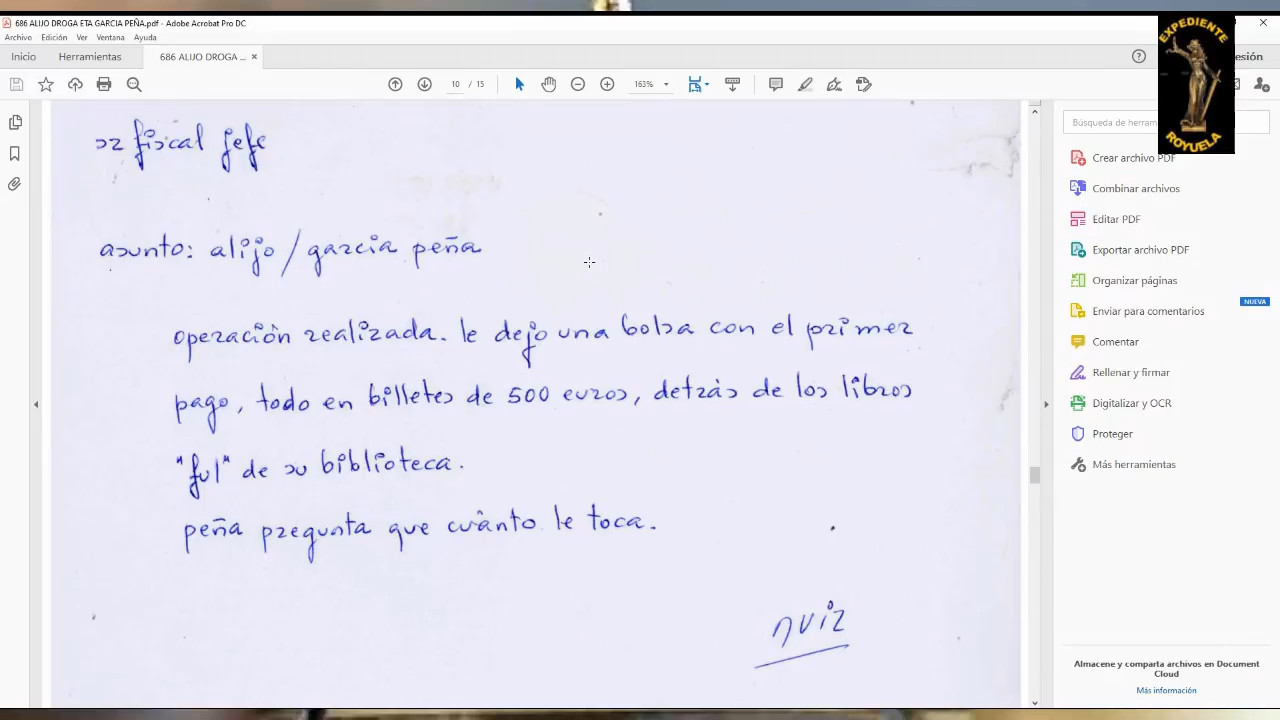 686 ALIJO DROGA ETA GARCIA PEÑA.pdf - Adobe Acrobat Pro DC
Archivo Edición Ver Ventana Ayuda
Inicio Herramientas 686 ALIJO DROGA ... × esión
10 / 15 163%
EXPEDIENTE
ROYUELA
sr fiscal jefe
asunto: alijo / garcia peña
operación realizada. le dejo una bolsa con el primer
pago, todo en billetes de 500 euros, detrás de los libros
"ful" de su biblioteca.
peña pregunta que cuánto le toca.
Búsqueda de herram
Crear archivo PDF
Combinar archivos
Editar PDF
Exportar archivo PDF
Organizar páginas
NUEVA
Enviar para comentarios
Comentar
Rellenar y firmar
Digitalizar y OCR
Proteger
Más herramientas
Almacene y comparta archivos en Document
Cloud
Más información